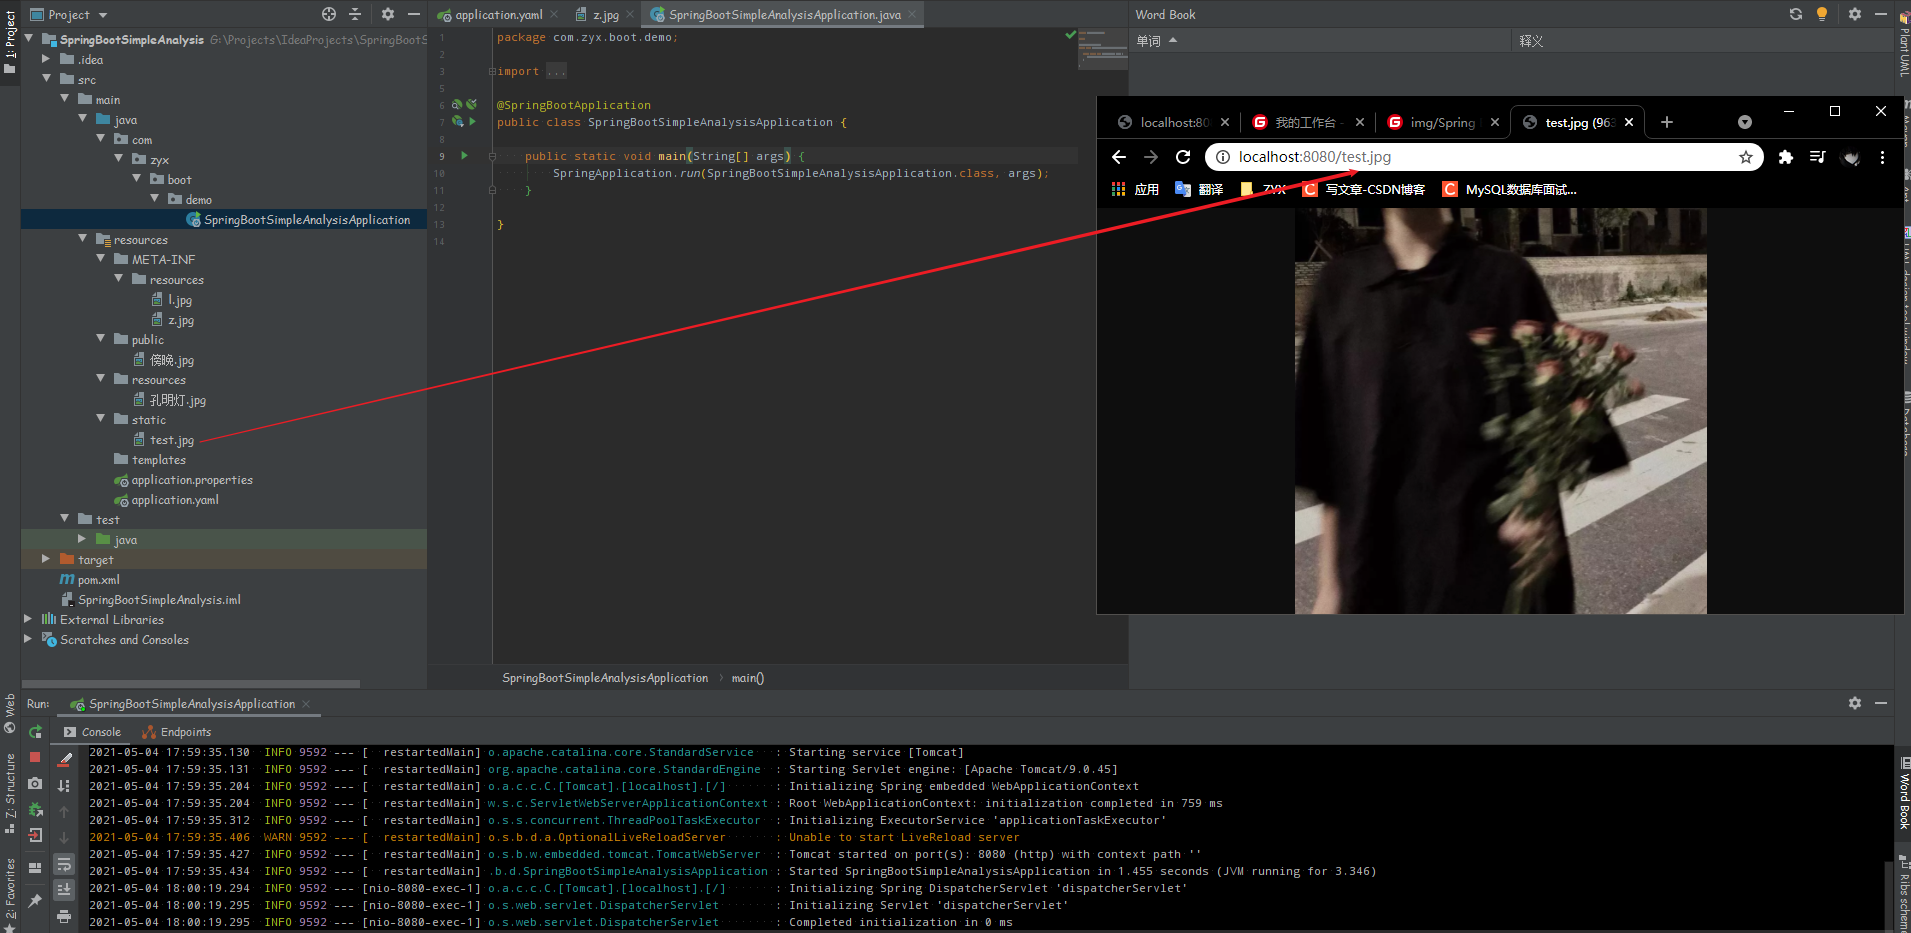 Project
application.yaml
z.jpg
SpringBootSimpleAnalysisApplication.java
Word Book
1: Project
SpringBootSimpleAnalysis G:\Projects\IdeaProjects\SpringBootS
.idea
src
main
java
com
zyx
boot
demo
SpringBootSimpleAnalysisApplication
resources
META-INF
resources
l.jpg
z.jpg
public
傍晚.jpg
resources
孔明灯.jpg
static
test.jpg
templates
application.properties
application.yaml
test
java
target
pom.xml
SpringBootSimpleAnalysis.iml
External Libraries
Scratches and Consoles
1 package com.zyx.boot.demo;
2
3 import ...
5
6 @SpringBootApplication
7 public class SpringBootSimpleAnalysisApplication {
8
9 public static void main(String[] args) {
10 SpringApplication.run(SpringBootSimpleAnalysisApplication.class, args);
11 }
12
13 }
14
SpringBootSimpleAnalysisApplication › main()
单词 释义
PlantUML
localhost:80
我的工作台 -
img/Spring
test.jpg (963
localhost:8080/test.jpg
应用 翻译 ZYX 写文章-CSDN博客 MySQL数据库面试...
Database
Word Book
Web
Z: Structure
2: Favorites
Run: SpringBootSimpleAnalysisApplication
Console Endpoints
2021-05-04 17:59:35.130 INFO 9592 --- [ restartedMain] o.apache.catalina.core.StandardService : Starting service [Tomcat]
2021-05-04 17:59:35.131 INFO 9592 --- [ restartedMain] org.apache.catalina.core.StandardEngine : Starting Servlet engine: [Apache Tomcat/9.0.45]
2021-05-04 17:59:35.204 INFO 9592 --- [ restartedMain] o.a.c.c.C.[Tomcat].[localhost].[/] : Initializing Spring embedded WebApplicationContext
2021-05-04 17:59:35.204 INFO 9592 --- [ restartedMain] w.s.c.ServletWebServerApplicationContext : Root WebApplicationContext: initialization completed in 759 ms
2021-05-04 17:59:35.312 INFO 9592 --- [ restartedMain] o.s.s.concurrent.ThreadPoolTaskExecutor : Initializing ExecutorService 'applicationTaskExecutor'
2021-05-04 17:59:35.406 WARN 9592 --- [ restartedMain] o.s.b.d.a.OptionalLiveReloadServer : Unable to start LiveReload server
2021-05-04 17:59:35.427 INFO 9592 --- [ restartedMain] o.s.b.w.embedded.tomcat.TomcatWebServer : Tomcat started on port(s): 8080 (http) with context path ''
2021-05-04 17:59:35.434 INFO 9592 --- [ restartedMain] .b.d.SpringBootSimpleAnalysisApplication : Started SpringBootSimpleAnalysisApplication in 1.455 seconds (JVM running for 3.346)
2021-05-04 18:00:19.294 INFO 9592 --- [nio-8080-exec-1] o.a.c.c.C.[Tomcat].[localhost].[/] : Initializing Spring DispatcherServlet 'dispatcherServlet'
2021-05-04 18:00:19.295 INFO 9592 --- [nio-8080-exec-1] o.s.web.servlet.DispatcherServlet : Initializing Servlet 'dispatcherServlet'
2021-05-04 18:00:19.295 INFO 9592 --- [nio-8080-exec-1] o.s.web.servlet.DispatcherServlet : Completed initialization in 0 ms